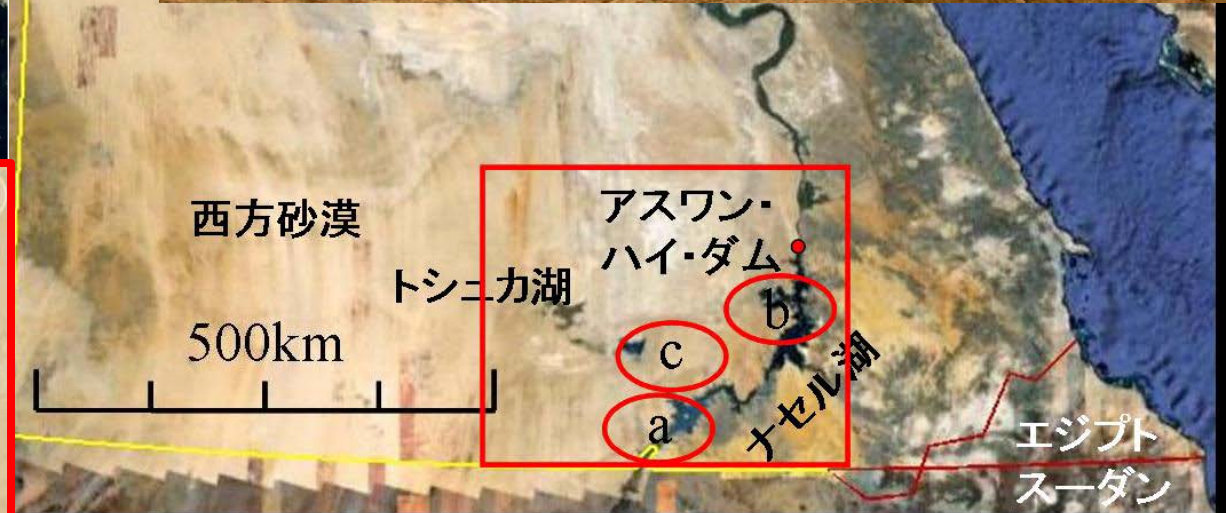 西方砂漠
アスワン・
ハイ・ダム
トシュカ湖
500km
b
c
a
ナセル湖
エジプト
スーダン